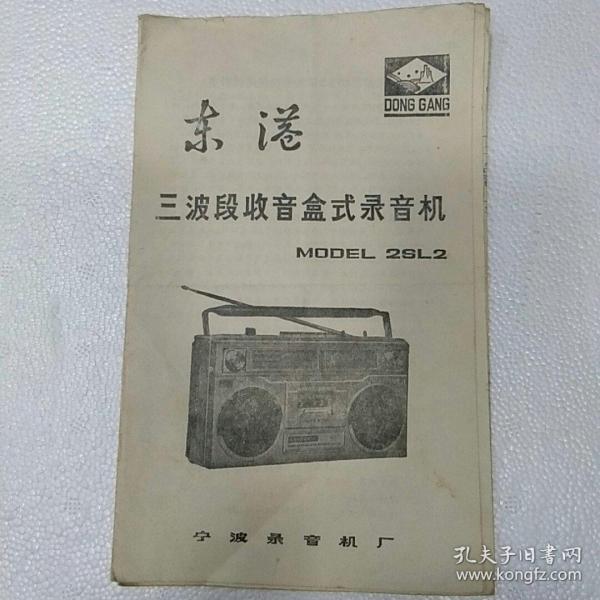 DONG GANG
东港
三波段收音盒式录音机
MODEL 2SL2
宁波录音机厂
孔夫子旧书网
www.kongfz.com